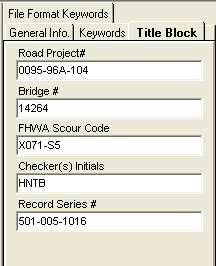 File Format Keywords
General Info. Keywords Title Block
Road Project#
0095-96A-104
Bridge #
14264
FHWA Scour Code
X071-S5
Checker(s) Initials
HNTB
Record Series #
501-005-1016